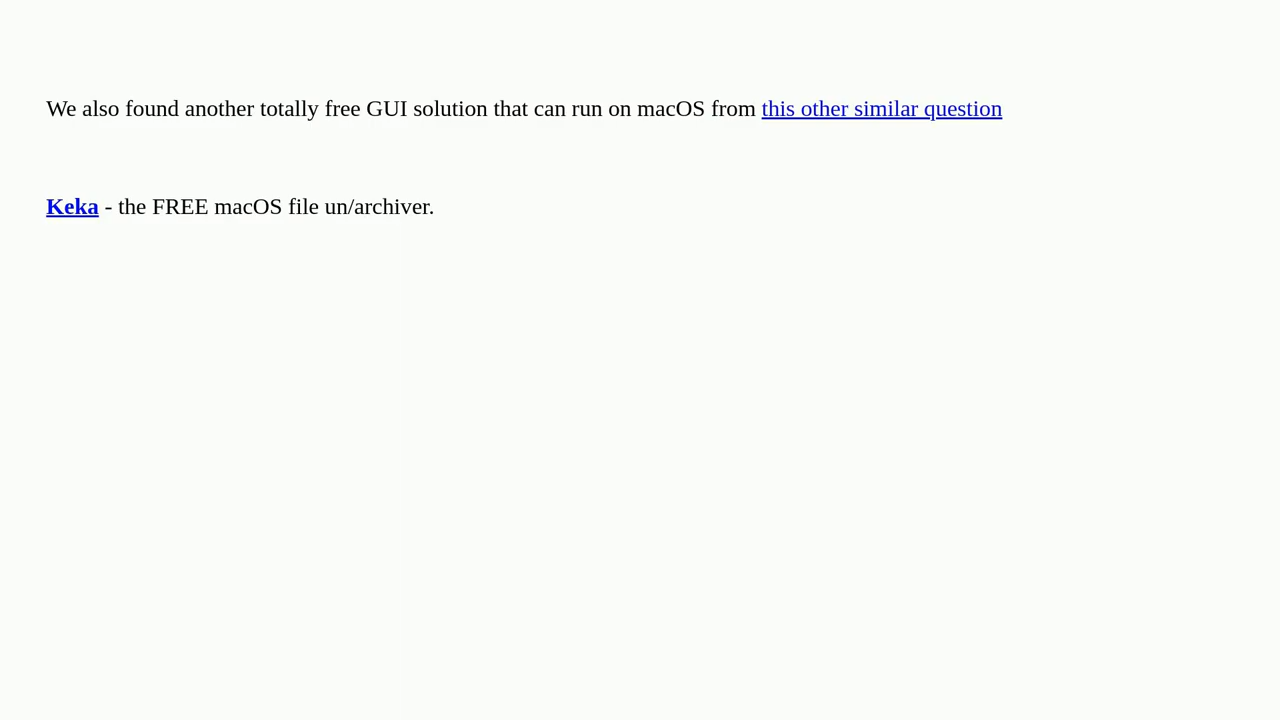 We also found another totally free GUI solution that can run on macOS from this other similar question
Keka - the FREE macOS file un/archiver.